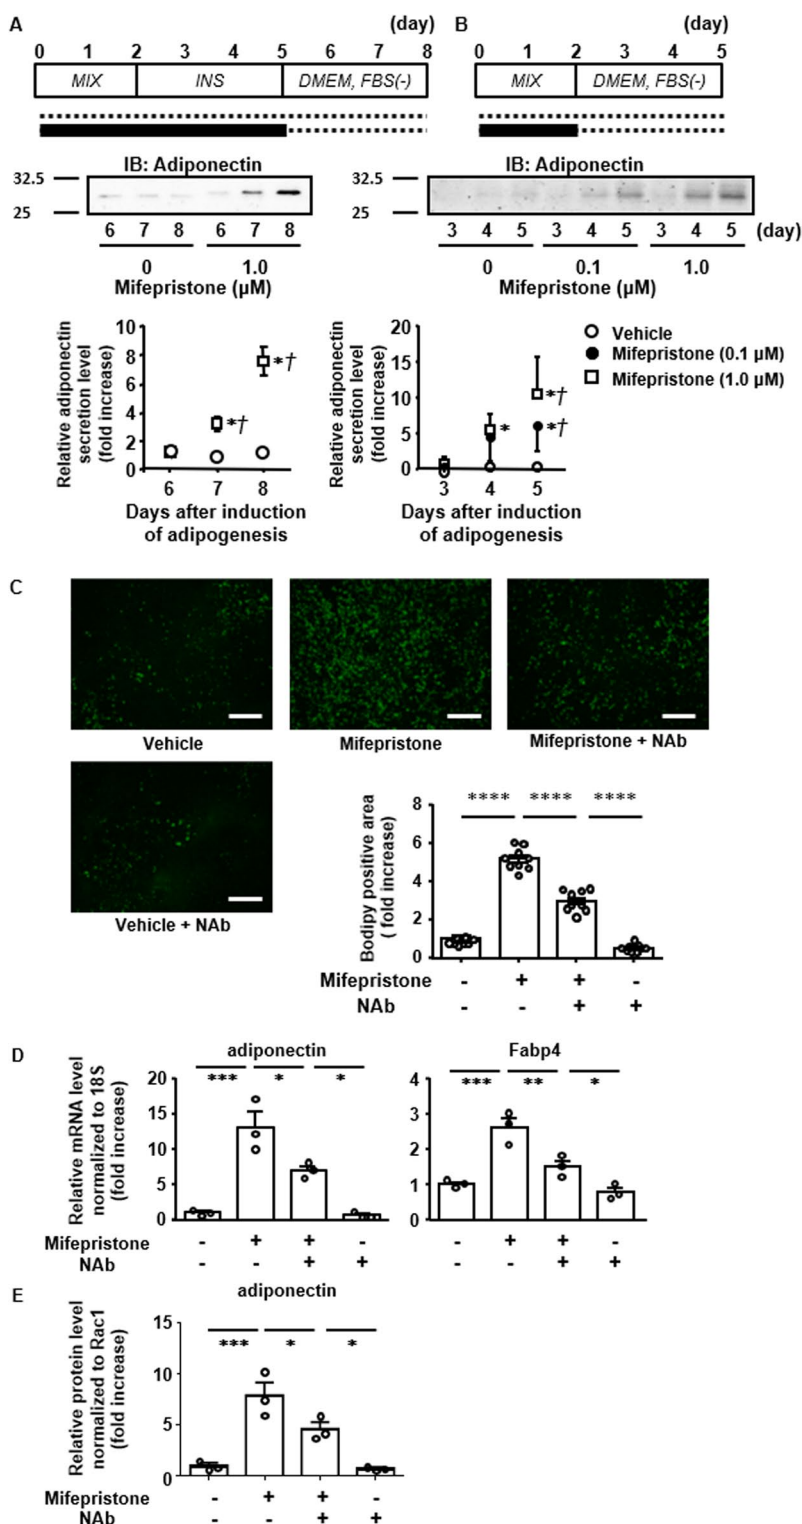 A
(day)
0 1 2 3 4 5 6 7 8
MIX INS DMEM, FBS(-)
IB: Adiponectin
32.5
25
6 7 8 6 7 8
0 1.0
Mifepristone (µM)
Relative adiponectin
secretion level
(fold increase)
10
8
6
4
2
0
*†
*†
6 7 8
Days after induction
of adipogenesis
B
(day)
0 1 2 3 4 5
MIX DMEM, FBS(-)
IB: Adiponectin
32.5
25
3 4 5 3 4 5 3 4 5 (day)
0 0.1 1.0
Mifepristone (µM)
Relative adiponectin
secretion level
(fold increase)
20
15
10
5
0
*
*†
*†
3 4 5
Days after induction
of adipogenesis
Vehicle
Mifepristone (0.1 µM)
Mifepristone (1.0 µM)
C
Vehicle
Mifepristone
Mifepristone + NAb
Vehicle + NAb
Bodipy positive area
( fold increase)
8
6
4
2
0
**** **** ****
Mifepristone - + + -
NAb - - + +
D
adiponectin
Relative mRNA level
normalized to 18S
(fold increase)
20
15
10
5
0
*** * *
Mifepristone - + + -
NAb - - + +
Fabp4
4
3
2
1
0
*** ** *
- + + -
- - + +
E
adiponectin
Relative protein level
normalized to Rac1
(fold increase)
15
10
5
0
*** * *
Mifepristone - + + -
NAb - - + +